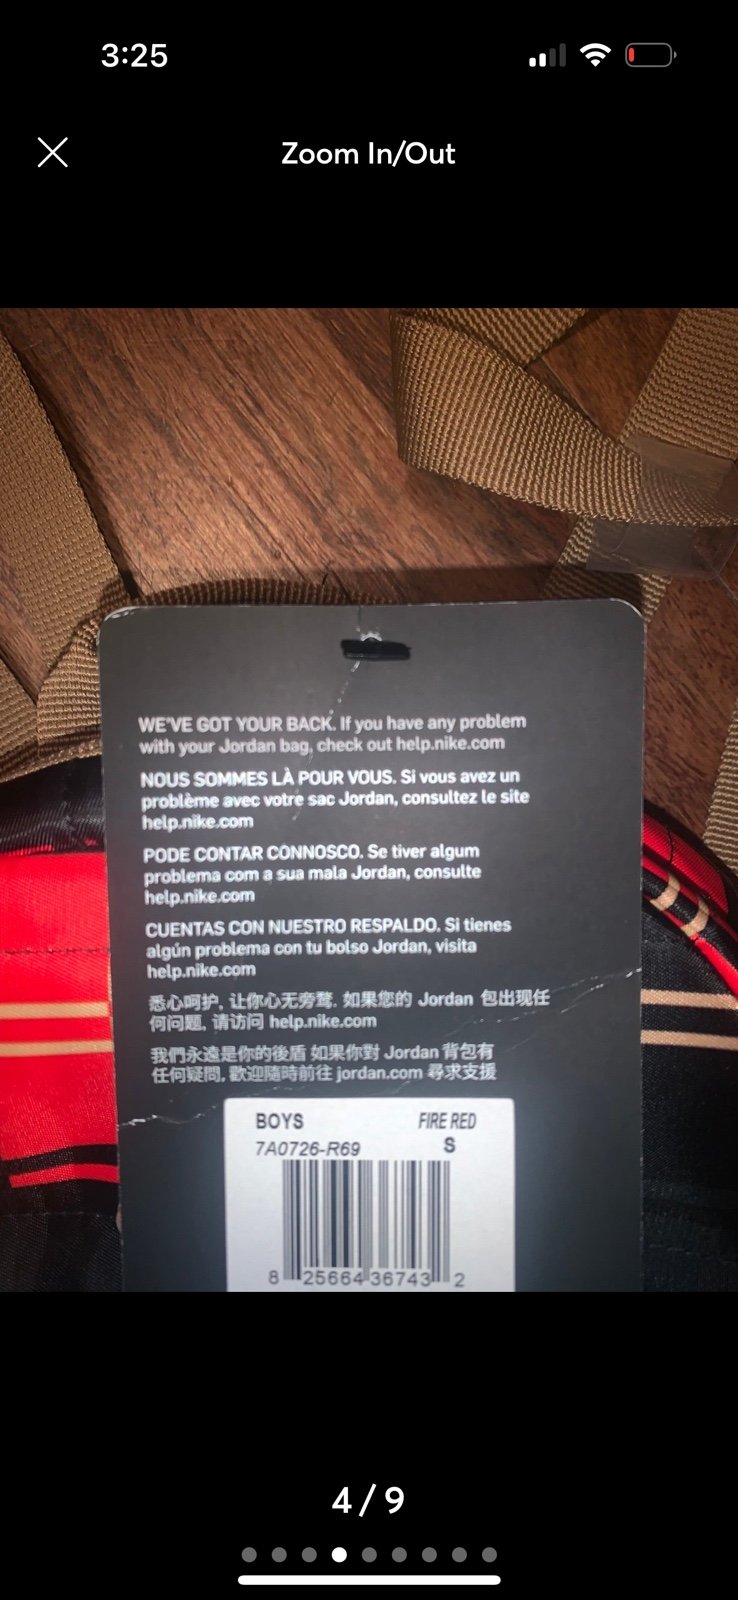 3:25
Zoom In/Out
WE'VE GOT YOUR BACK. If you have any problem
with your Jordan bag, check out help.nike.com
NOUS SOMMES LÀ POUR VOUS. Si vous avez un
problème avec votre sac Jordan, consultez le site
help.nike.com
PODE CONTAR CONNOSCO. Se tiver algum
problema com a sua mala Jordan, consulte
help.nike.com
CUENTAS CON NUESTRO RESPALDO. Si tienes
algún problema con tu bolso Jordan, visita
help.nike.com
悉心呵护, 让你心无旁骛. 如果您的 Jordan 包出现任
何问题, 请访问 help.nike.com
我們永遠是你的後盾 如果你對 Jordan 背包有
任何疑問, 歡迎隨時前往 jordan.com 尋求支援
BOYS FIRE RED
7A0726-R69 S
8 25664 36743 2
4 / 9